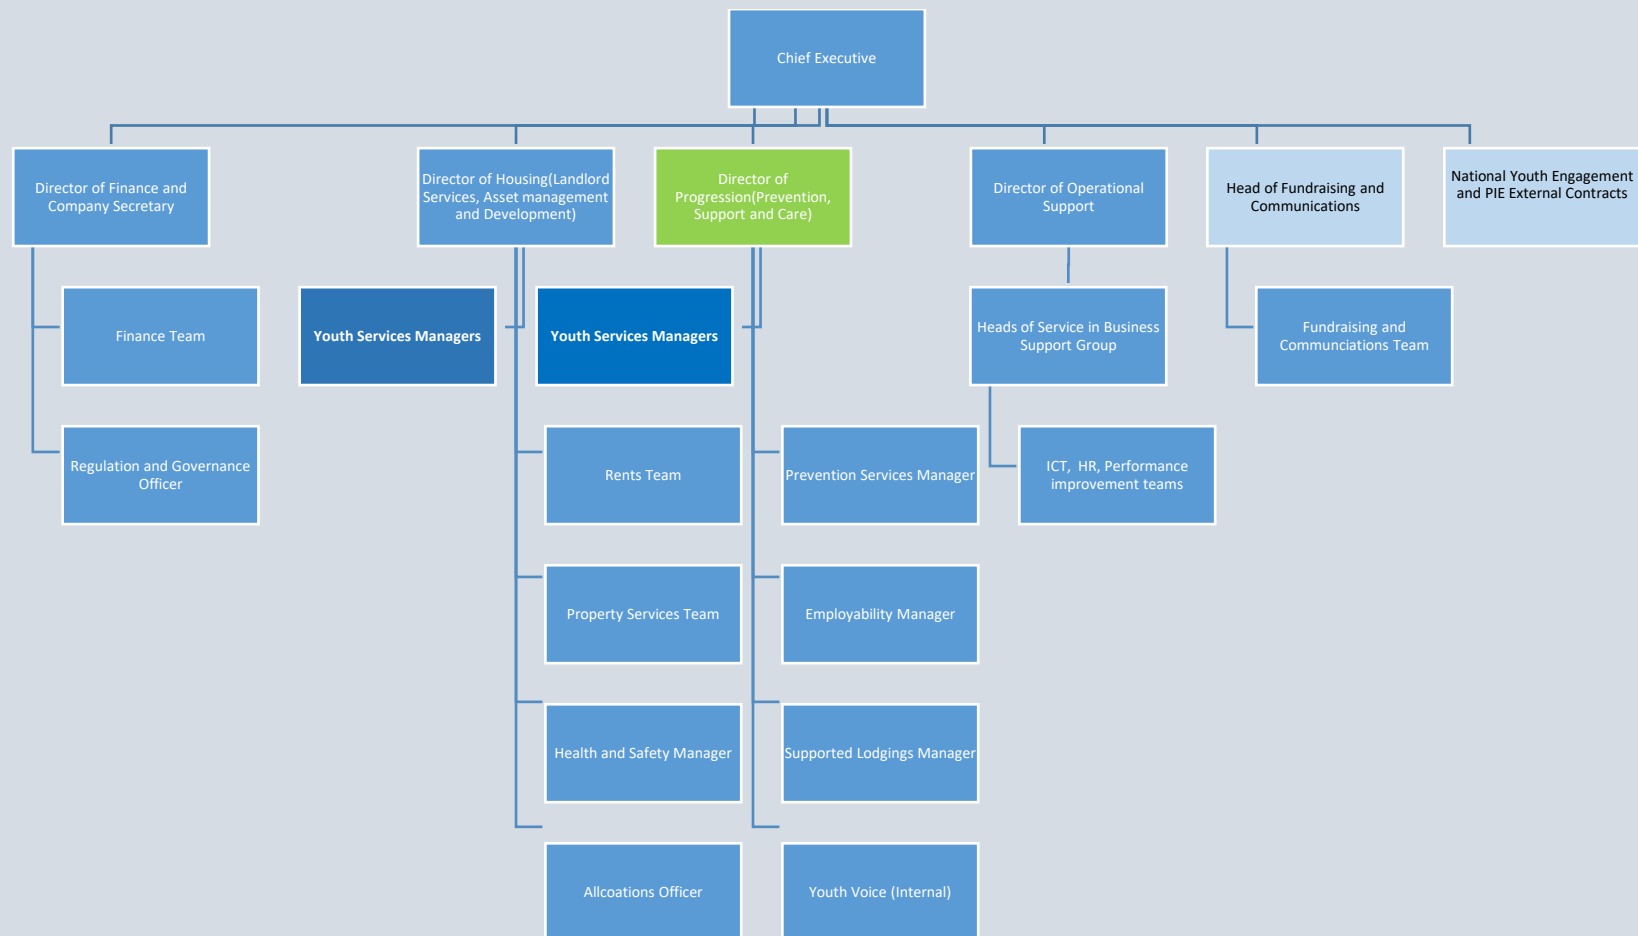 Chief Executive
Director of Finance and
Company Secretary
Director of Housing(Landlord
Services, Asset management
and Development)
Director of
Progression(Prevention,
Support and Care)
Director of Operational
Support
Head of Fundraising and
Communications
National Youth Engagement
and PIE External Contracts
Finance Team
Youth Services Managers
Youth Services Managers
Heads of Service in Business
Support Group
Fundraising and
Communciations Team
Regulation and Governance
Officer
Rents Team
Prevention Services Manager
ICT, HR, Performance
improvement teams
Property Services Team
Employability Manager
Health and Safety Manager
Supported Lodgings Manager
Allcoations Officer
Youth Voice (Internal)